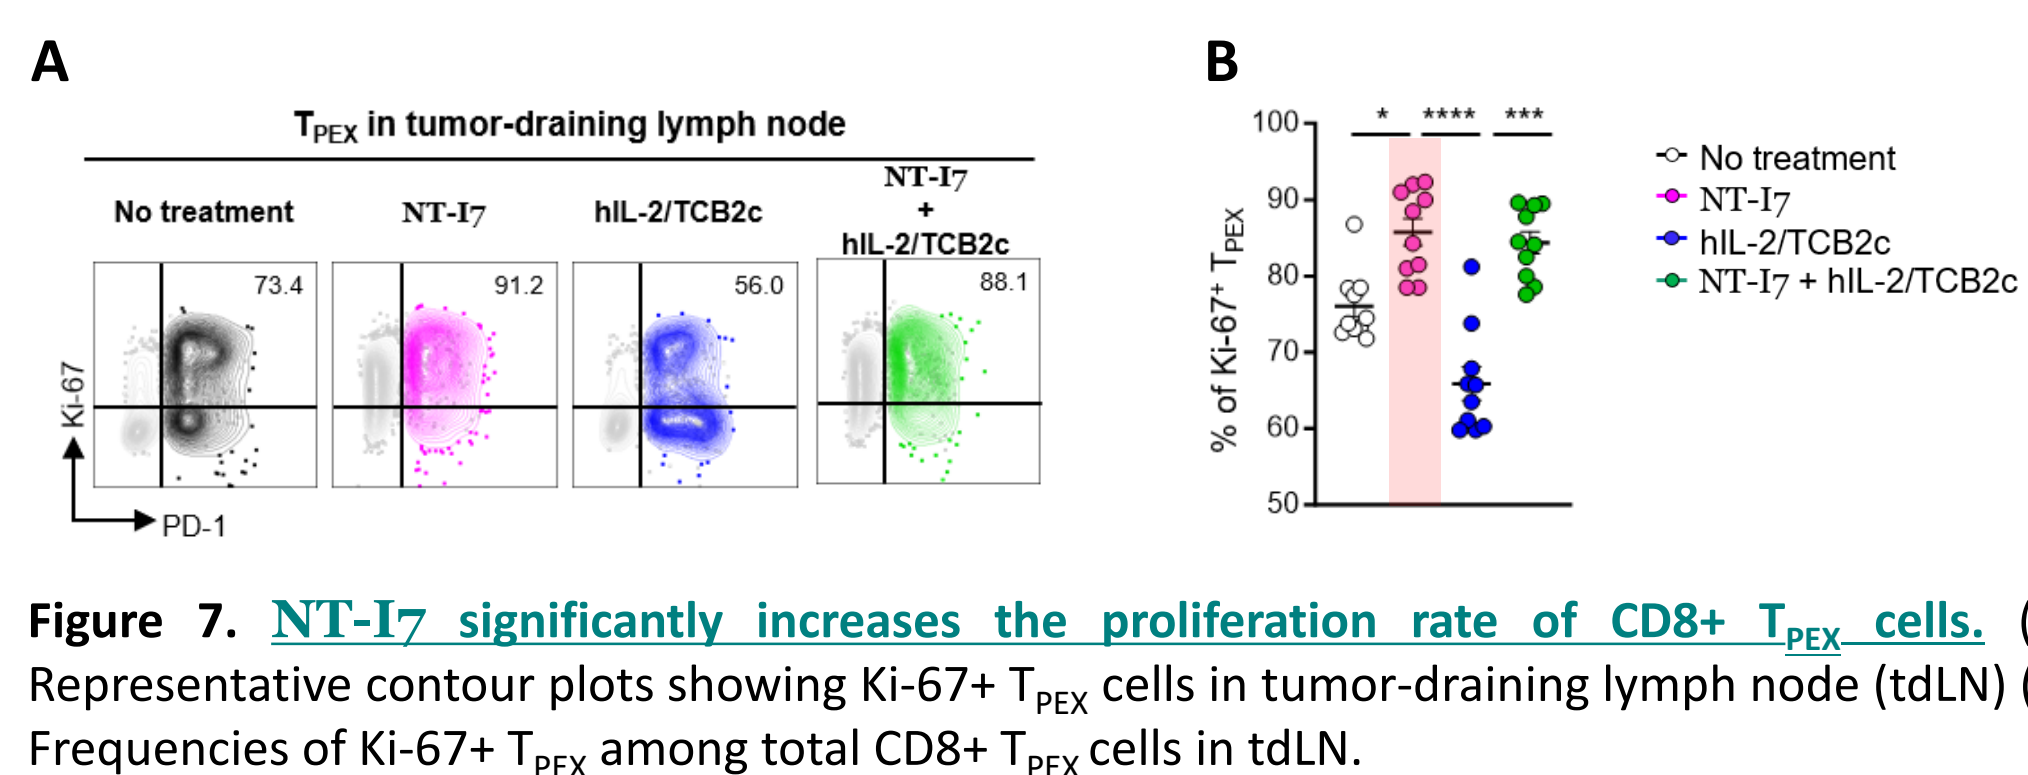 A
B
TPEX in tumor-draining lymph node
No treatment
NT-I7
hIL-2/TCB2c
NT-I7
+
hIL-2/TCB2c
73.4
91.2
56.0
88.1
Ki-67
PD-1
* **** ***
100
90
80
70
60
50
% of Ki-67+ TPEX
No treatment
NT-I7
hIL-2/TCB2c
NT-I7 + hIL-2/TCB2c
Figure 7. NT-I7 significantly increases the proliferation rate of CD8+ TPEX cells. (
Representative contour plots showing Ki-67+ TPEX cells in tumor-draining lymph node (tdLN) (
Frequencies of Ki-67+ TPEX among total CD8+ TPEX cells in tdLN.